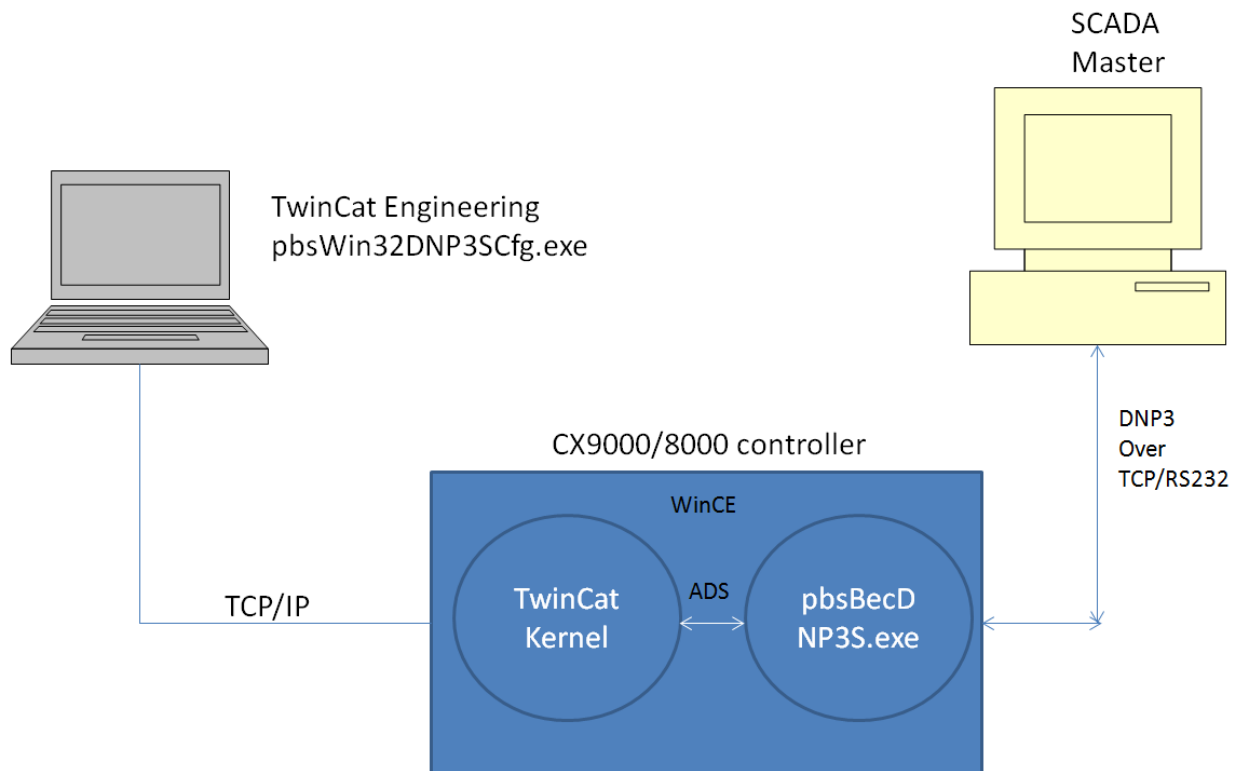 SCADA
Master
TwinCat Engineering
pbsWin32DNP3SCfg.exe
DNP3
Over
TCP/RS232
CX9000/8000 controller
WinCE
TCP/IP
TwinCat
Kernel
ADS
pbsBecD
NP3S.exe